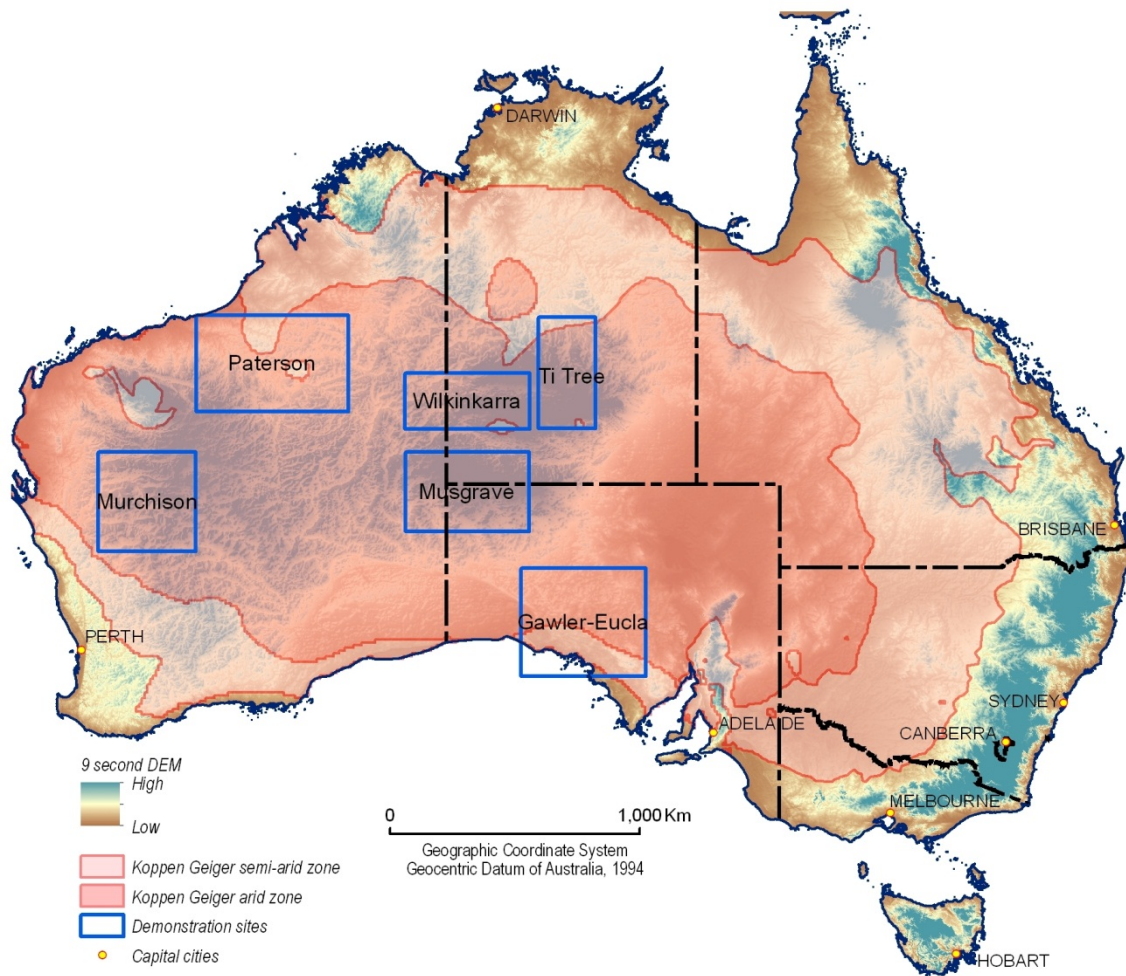 DARWIN
Paterson
Ti Tree
Wilkinkarra
Murchison
Musgrave
BRISBANE
Gawler-Eucla
PERTH
SYDNEY
ADELAIDE
CANBERRA
MELBOURNE
HOBART
9 second DEM
High
Low
0 1,000 Km
Geographic Coordinate System
Geocentric Datum of Australia, 1994
Koppen Geiger semi-arid zone
Koppen Geiger arid zone
Demonstration sites
Capital cities